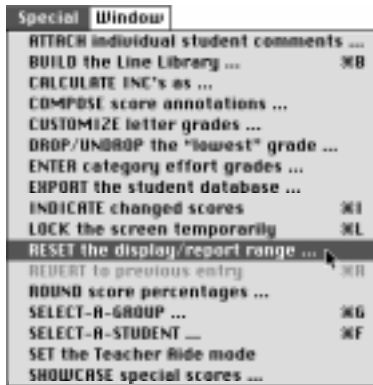 Special Window
ATTACH individual student comments ...
BUILD the Line Library ... ⌘B
CALCULATE INC's as ...
COMPOSE score annotations ...
CUSTOMIZE letter grades ...
DROP/UNDROP the "lowest" grade ...
ENTER category effort grades ...
EXPORT the student database ...
INDICATE changed scores ⌘I
LOCK the screen temporarily ⌘L
RESET the display/report range ...
REVERT to previous entry ⌘R
ROUND score percentages ...
SELECT-A-GROUP ... ⌘G
SELECT-A-STUDENT ... ⌘F
SET the Teacher Aide mode
SHOWCASE special scores ...